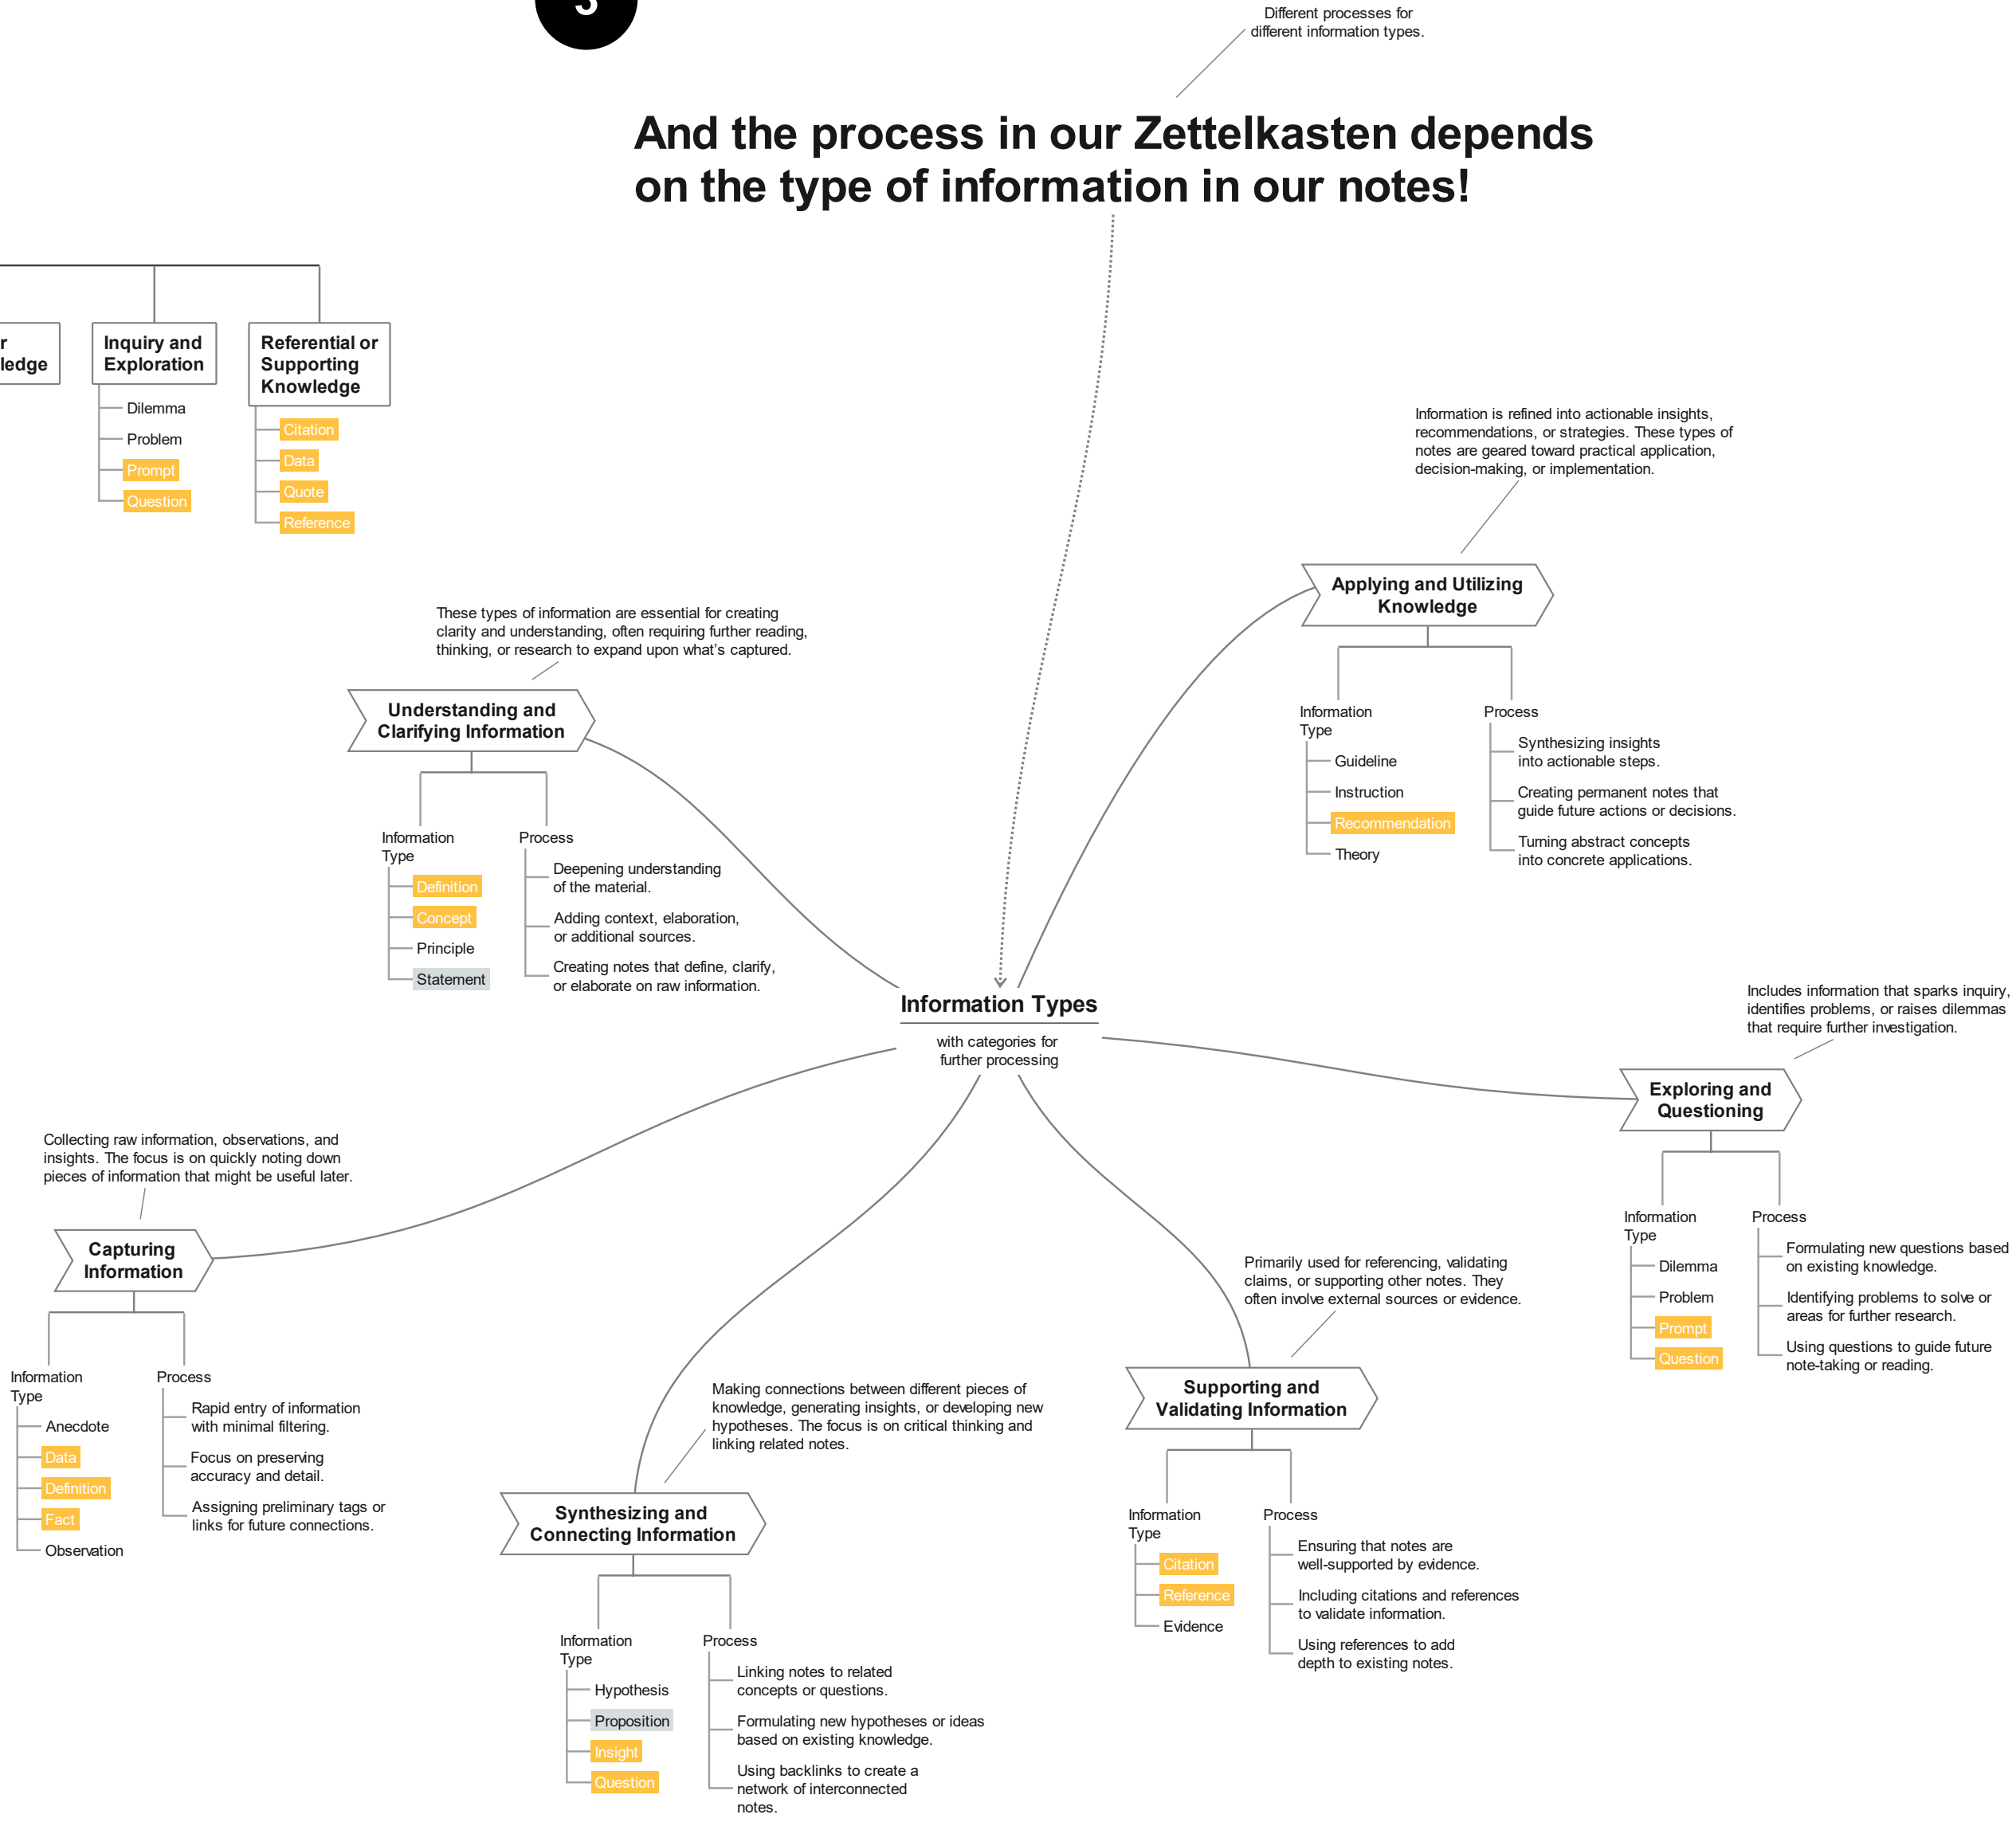 3
Different processes for
different information types.
And the process in our Zettelkasten depends
on the type of information in our notes!
Inquiry and
Exploration
Dilemma
Problem
Prompt
Question
Referential or
Supporting
Knowledge
Citation
Data
Quote
Reference
Information is refined into actionable insights,
recommendations, or strategies. These types of
notes are geared toward practical application,
decision-making, or implementation.
Applying and Utilizing
Knowledge
Information
Type
Guideline
Instruction
Recommendation
Theory
Process
Synthesizing insights
into actionable steps.
Creating permanent notes that
guide future actions or decisions.
Turning abstract concepts
into concrete applications.
These types of information are essential for creating
clarity and understanding, often requiring further reading,
thinking, or research to expand upon what’s captured.
Understanding and
Clarifying Information
Information
Type
Definition
Concept
Principle
Statement
Process
Deepening understanding
of the material.
Adding context, elaboration,
or additional sources.
Creating notes that define, clarify,
or elaborate on raw information.
Information Types
with categories for
further processing
Includes information that sparks inquiry,
identifies problems, or raises dilemmas
that require further investigation.
Exploring and
Questioning
Information
Type
Dilemma
Problem
Prompt
Question
Process
Formulating new questions based
on existing knowledge.
Identifying problems to solve or
areas for further research.
Using questions to guide future
note-taking or reading.
Collecting raw information, observations, and
insights. The focus is on quickly noting down
pieces of information that might be useful later.
Capturing
Information
Information
Type
Anecdote
Data
Definition
Fact
Observation
Process
Rapid entry of information
with minimal filtering.
Focus on preserving
accuracy and detail.
Assigning preliminary tags or
links for future connections.
Making connections between different pieces of
knowledge, generating insights, or developing new
hypotheses. The focus is on critical thinking and
linking related notes.
Synthesizing and
Connecting Information
Information
Type
Hypothesis
Proposition
Insight
Question
Process
Linking notes to related
concepts or questions.
Formulating new hypotheses or ideas
based on existing knowledge.
Using backlinks to create a
network of interconnected
notes.
Primarily used for referencing, validating
claims, or supporting other notes. They
often involve external sources or evidence.
Supporting and
Validating Information
Information
Type
Citation
Reference
Evidence
Process
Ensuring that notes are
well-supported by evidence.
Including citations and references
to validate information.
Using references to add
depth to existing notes.